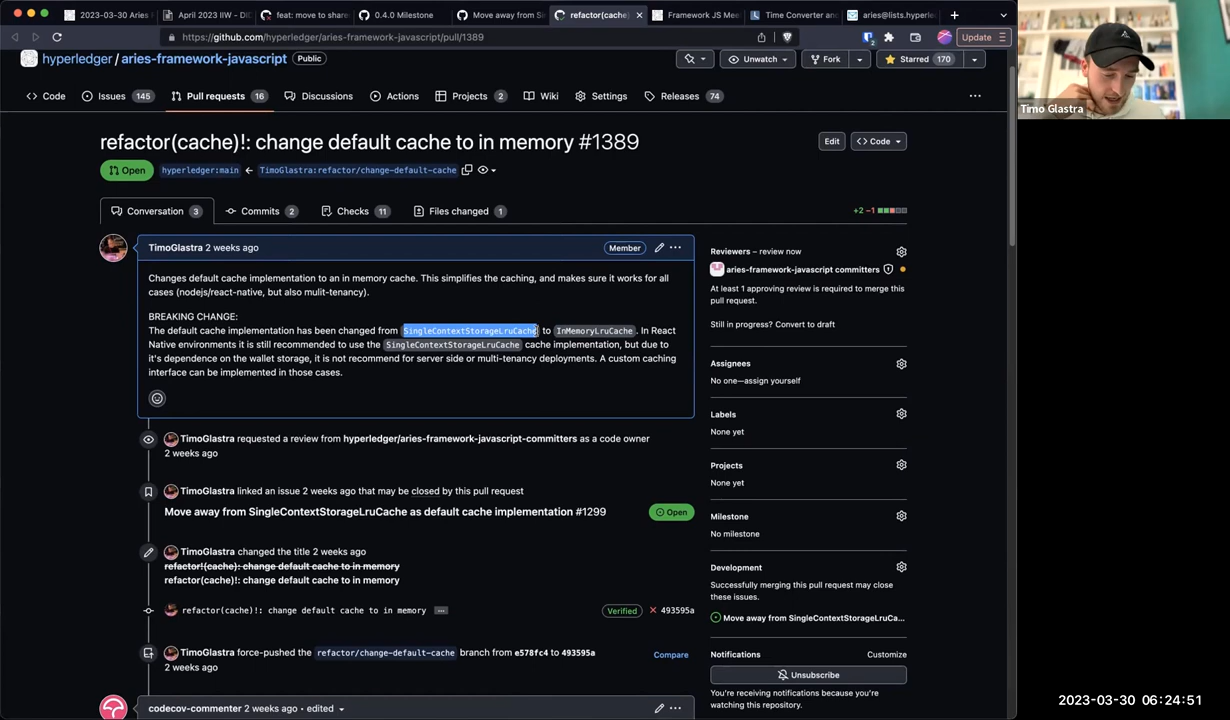 2023-03-30 Aries
April 2023 IIW – DID
feat: move to share
0.4.0 Milestone
Move away from Si
refactor(cache)
Framework JS Mee
Time Converter an
aries@lists.hyperled
https://github.com/hyperledger/aries-framework-javascript/pull/1389
2
Update
Timo Glastra
hyperledger / aries-framework-javascript
Public
Unwatch
Fork
Starred 170
Code
Issues 145
Pull requests 16
Discussions
Actions
Projects 2
Wiki
Settings
Releases 74
refactor(cache)!: change default cache to in memory #1389
Edit
<> Code
Open
hyperledger:main
TimoGlastra:refactor/change-default-cache
Conversation 3
Commits 2
Checks 11
Files changed 1
+2 −1
TimoGlastra 2 weeks ago
Member
Changes default cache implementation to an in memory cache. This simplifies the caching, and makes sure it works for all
cases (nodejs/react-native, but also mulit-tenancy).
BREAKING CHANGE:
The default cache implementation has been changed from SingleContextStorageLruCache to InMemoryLruCache. In React
Native environments it is still recommended to use the SingleContextStorageLruCache cache implementation, but due to
it's dependence on the wallet storage, it is not recommend for server side or multi-tenancy deployments. A custom caching
interface can be implemented in those cases.
TimoGlastra requested a review from hyperledger/aries-framework-javascript-committers as a code owner
2 weeks ago
TimoGlastra linked an issue 2 weeks ago that may be closed by this pull request
Move away from SingleContextStorageLruCache as default cache implementation #1299
Open
TimoGlastra changed the title 2 weeks ago
refactor!(cache): change default cache to in memory
refactor(cache)!: change default cache to in memory
refactor(cache)!: change default cache to in memory
Verified
493595a
TimoGlastra force-pushed the refactor/change-default-cache branch from e578fc4 to 493595a
2 weeks ago
Compare
codecov-commenter 2 weeks ago • edited
Reviewers – review now
aries-framework-javascript committers
At least 1 approving review is required to merge this
pull request.
Still in progress? Convert to draft
Assignees
No one—assign yourself
Labels
None yet
Projects
None yet
Milestone
No milestone
Development
Successfully merging this pull request may close
these issues.
Move away from SingleContextStorageLruCa...
Notifications
Customize
Unsubscribe
You're receiving notifications because you're
watching this repository.
2023-03-30 06:24:51